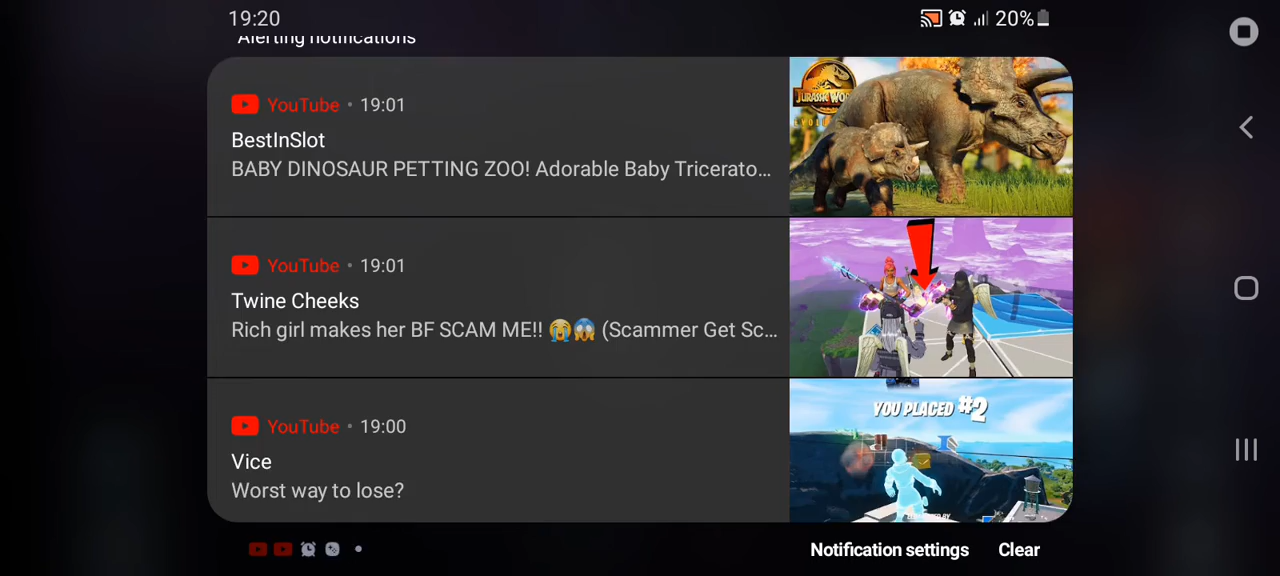 19:20
20%
Alerting notifications
YouTube • 19:01
BestInSlot
BABY DINOSAUR PETTING ZOO! Adorable Baby Tricerato...
JURASSIC WO
YouTube • 19:01
Twine Cheeks
Rich girl makes her BF SCAM ME!! 😭😱 (Scammer Get Sc...
YouTube • 19:00
Vice
Worst way to lose?
YOU PLACED #2
Notification settings
Clear